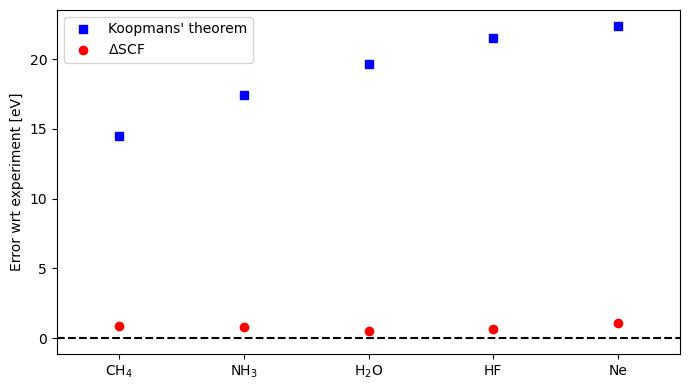 Koopmans' theorem
ΔSCF
Error wrt experiment [eV]
20
15
10
5
0
CH₄ NH₃ H₂O HF Ne